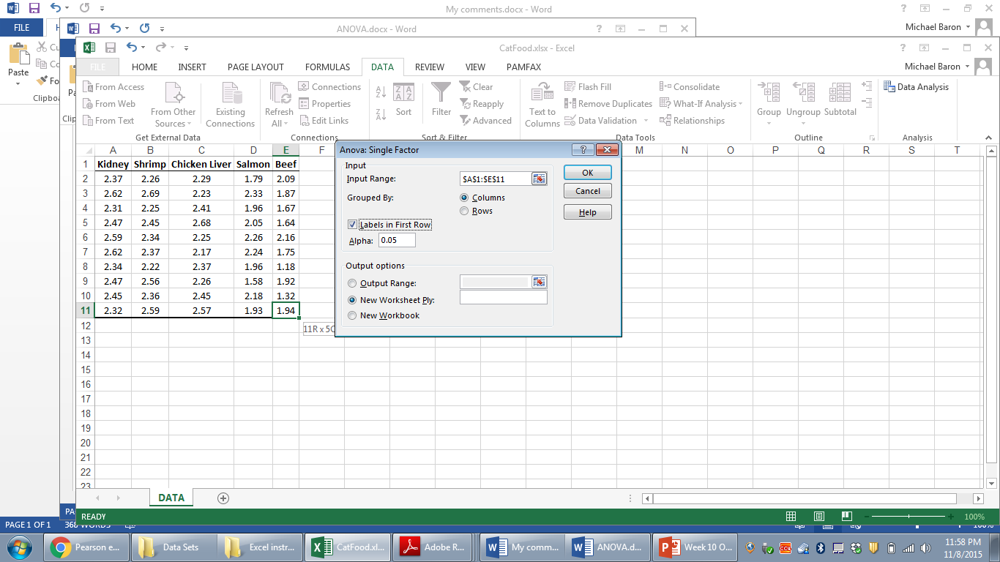 My comments.docx - Word
FILE
Michael Baron
ANOVA.docx - Word
CatFood.xlsx - Excel
FILE HOME INSERT PAGE LAYOUT FORMULAS DATA REVIEW VIEW PAMFAX
Michael Baron
Paste
From Access
From Web
From Text
From Other Sources
Existing Connections
Get External Data
Refresh All
Connections
Properties
Edit Links
Connections
Sort
Filter
Clear
Reapply
Advanced
Sort & Filter
Text to Columns
Flash Fill
Remove Duplicates
Data Validation
Consolidate
What-If Analysis
Relationships
Data Tools
Group
Ungroup
Subtotal
Outline
Data Analysis
Analysis
A B C D E F M N O P Q R S T
1 Kidney Shrimp Chicken Liver Salmon Beef
2 2.37 2.26 2.29 1.79 2.09
3 2.62 2.69 2.23 2.33 1.87
4 2.31 2.25 2.41 1.96 1.67
5 2.47 2.45 2.68 2.05 1.64
6 2.59 2.34 2.25 2.26 2.16
7 2.62 2.37 2.17 2.24 1.75
8 2.34 2.22 2.37 1.96 1.18
9 2.47 2.56 2.26 1.58 1.92
10 2.45 2.36 2.45 2.18 1.32
11 2.32 2.59 2.57 1.93 1.94
12
11R x 5C
13
14
15
16
17
18
19
20
21
22
23
Anova: Single Factor
Input
Input Range: $A$1:$E$11
Grouped By: Columns
Rows
Labels in First Row
Alpha: 0.05
OK
Cancel
Help
Output options
Output Range:
New Worksheet Ply:
New Workbook
DATA
READY
100%
PAGE 1 OF 1 368 WORDS
Pearson e...
Data Sets
Excel instr...
CatFood.xl...
Adobe R...
My comm...
ANOVA.d...
Week 10 O...
11:58 PM
11/8/2015